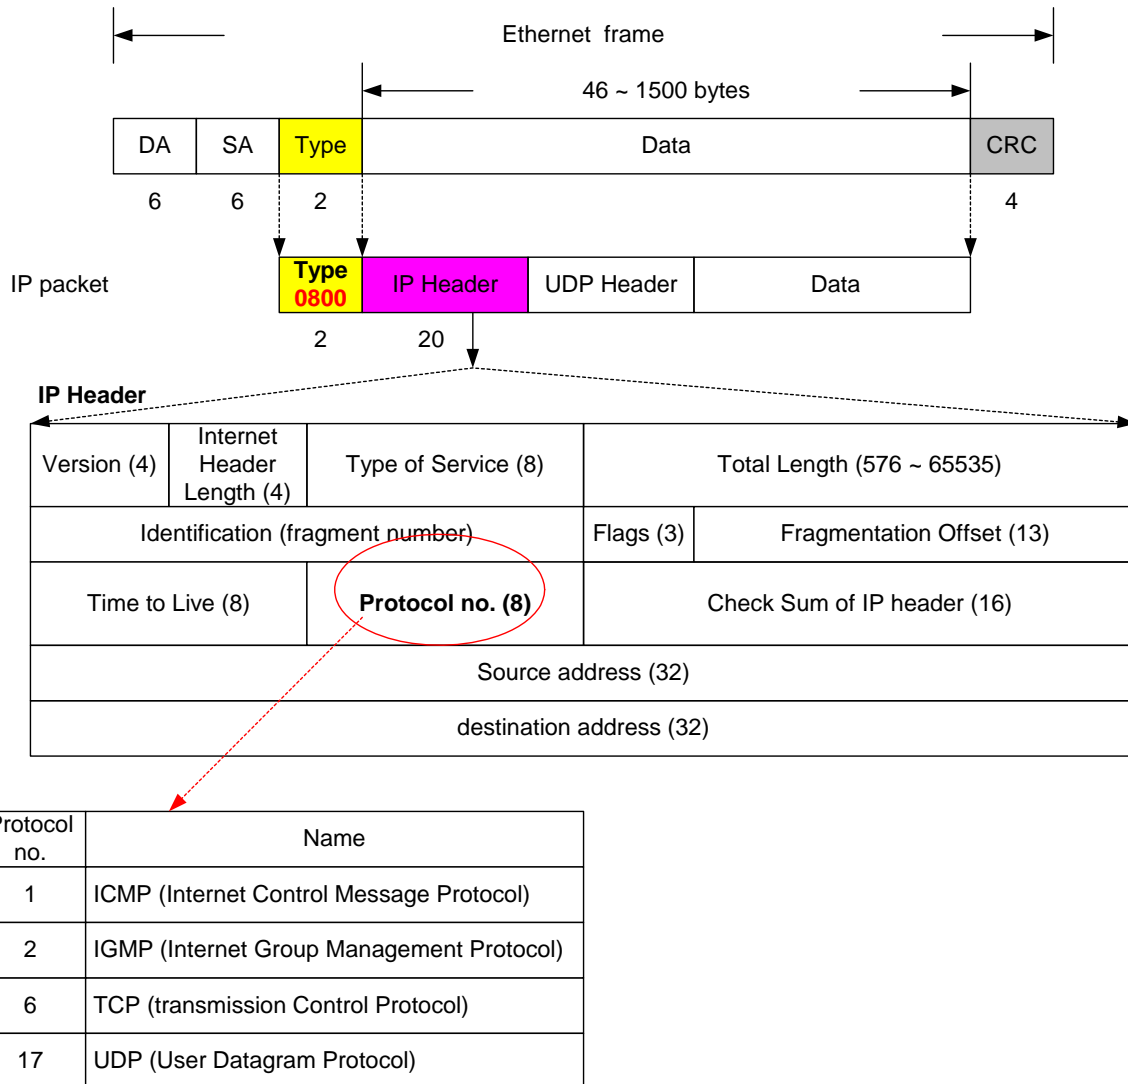 Ethernet frame
46 ~ 1500 bytes
DA
SA
Type
Data
CRC
6
6
2
4
IP packet
Type
0800
IP Header
UDP Header
Data
2
20
IP Header
Version (4)
Internet
Header
Length (4)
Type of Service (8)
Total Length (576 ~ 65535)
Identification (fragment number)
Flags (3)
Fragmentation Offset (13)
Time to Live (8)
Protocol no. (8)
Check Sum of IP header (16)
Source address (32)
destination address (32)
Protocol
no.
Name
1
ICMP (Internet Control Message Protocol)
2
IGMP (Internet Group Management Protocol)
6
TCP (transmission Control Protocol)
17
UDP (User Datagram Protocol)